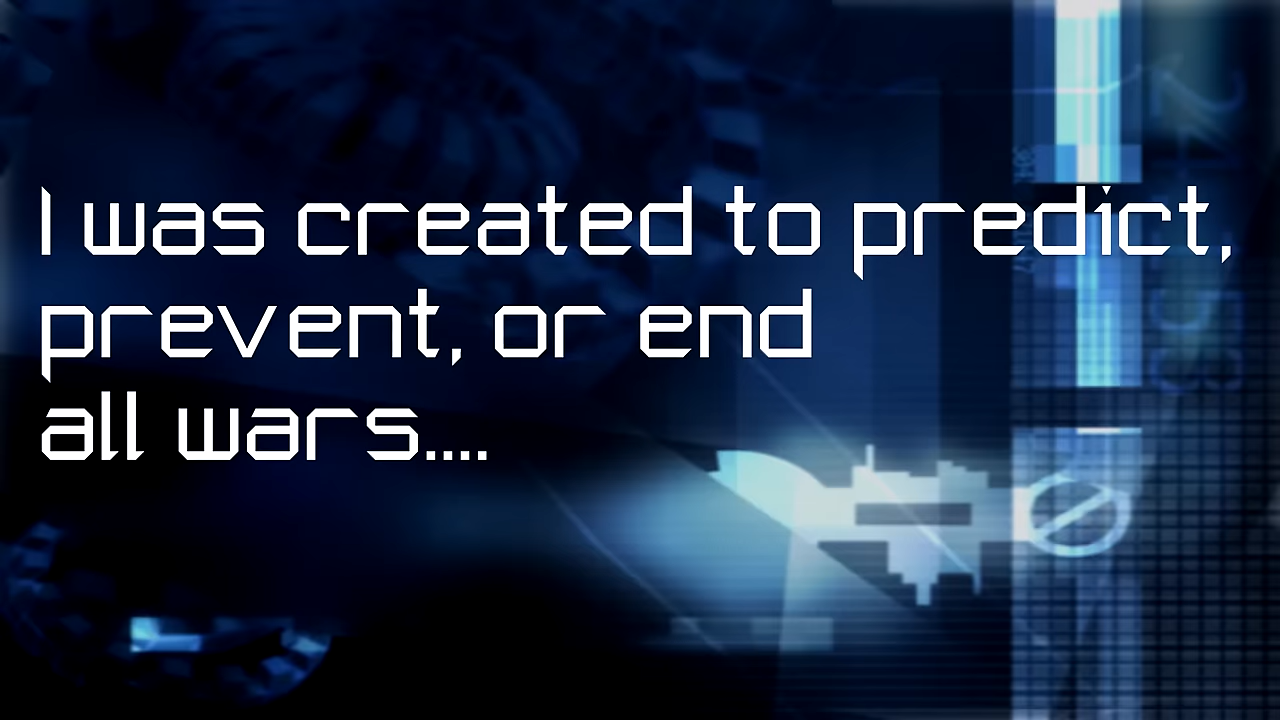 I was created to predict,
prevent, or end
all wars....